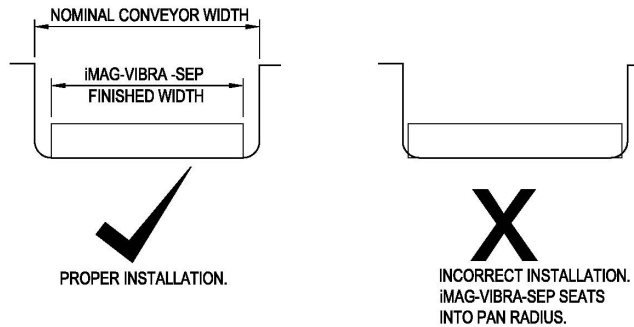 NOMINAL CONVEYOR WIDTH
iMAG-VIBRA -SEP
FINISHED WIDTH
PROPER INSTALLATION.
INCORRECT INSTALLATION.
iMAG-VIBRA-SEP SEATS
INTO PAN RADIUS.